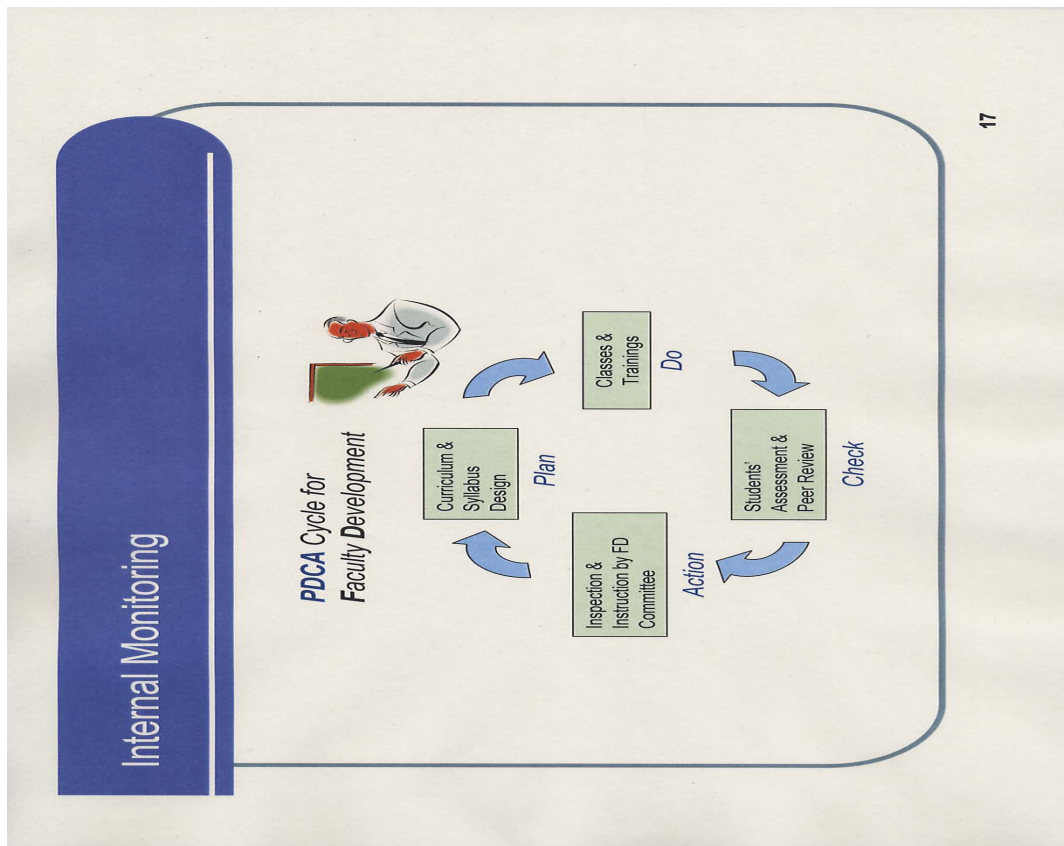 Internal Monitoring
PDCA Cycle for
Faculty Development
Curriculum &
Syllabus
Design
Plan
Classes &
Trainings
Do
Students'
Assessment &
Peer Review
Check
Inspection &
Instruction by FD
Committee
Action
17